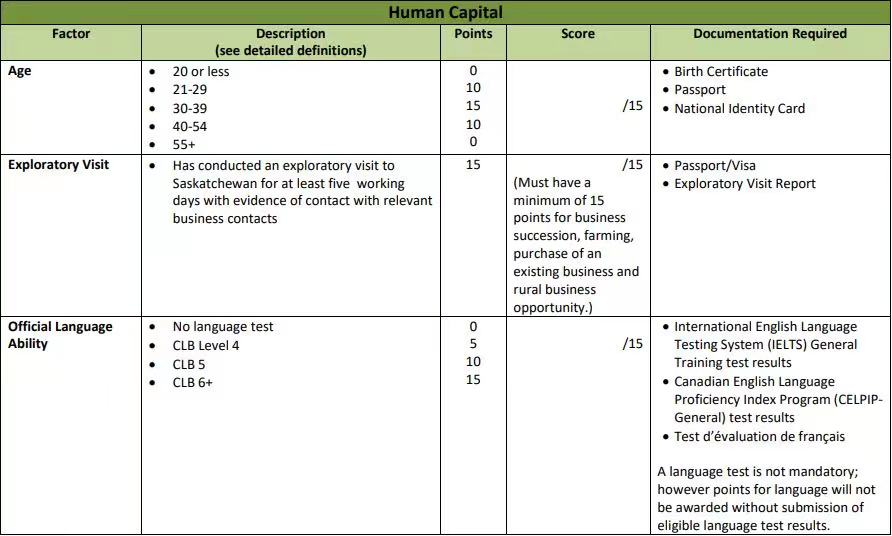 Human Capital
Factor
Description
(see detailed definitions)
Points
Score
Documentation Required
Age
• 20 or less
• 21-29
• 30-39
• 40-54
• 55+
0
10
15
10
0
/15
• Birth Certificate
• Passport
• National Identity Card
Exploratory Visit
• Has conducted an exploratory visit to
Saskatchewan for at least five working
days with evidence of contact with relevant
business contacts
15
/15
(Must have a
minimum of 15
points for business
succession, farming,
purchase of an
existing business and
rural business
opportunity.)
• Passport/Visa
• Exploratory Visit Report
Official Language
Ability
• No language test
• CLB Level 4
• CLB 5
• CLB 6+
0
5
10
15
/15
• International English Language
Testing System (IELTS) General
Training test results
• Canadian English Language
Proficiency Index Program (CELPIP-
General) test results
• Test d’évaluation de français
A language test is not mandatory;
however points for language will not
be awarded without submission of
eligible language test results.